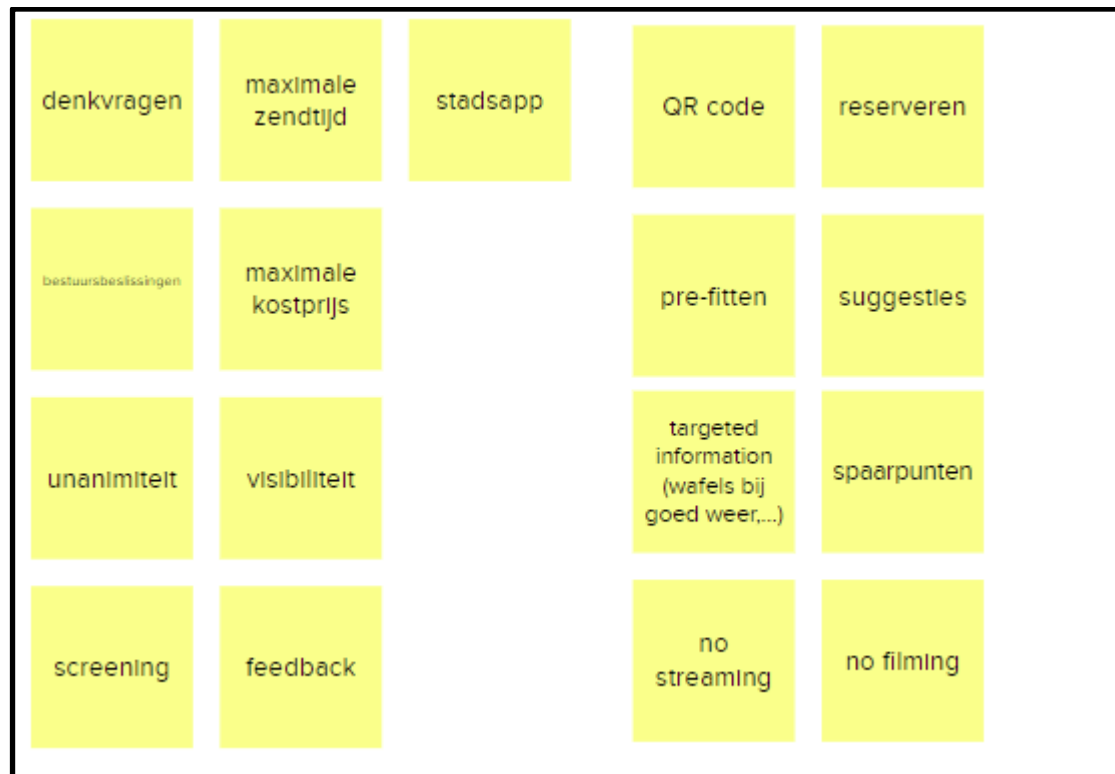 denkvragen
maximale
zendtijd
stadsapp
QR code
reserveren
bestuursbeslissingen
maximale
kostprijs
pre-fitten
suggesties
unanimiteit
visibiliteit
targeted
information
(wafels bij
goed weer,...)
spaarpunten
screening
feedback
no
streaming
no filming